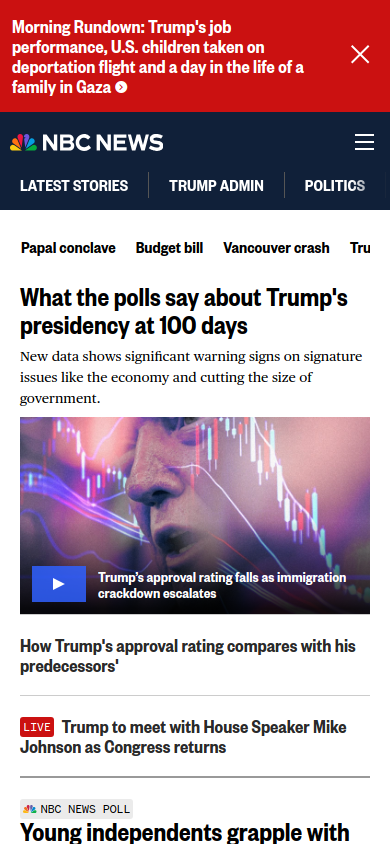 Morning Rundown: Trump's job
performance, U.S. children taken on
deportation flight and a day in the life of a
family in Gaza
NBC NEWS
LATEST STORIES
TRUMP ADMIN
POLITICS
Papal conclave
Budget bill
Vancouver crash
Tru
What the polls say about Trump's
presidency at 100 days
New data shows significant warning signs on signature
issues like the economy and cutting the size of
government.
Trump's approval rating falls as immigration
crackdown escalates
How Trump's approval rating compares with his
predecessors'
LIVE Trump to meet with House Speaker Mike
Johnson as Congress returns
NBC NEWS POLL
Young independents grapple with